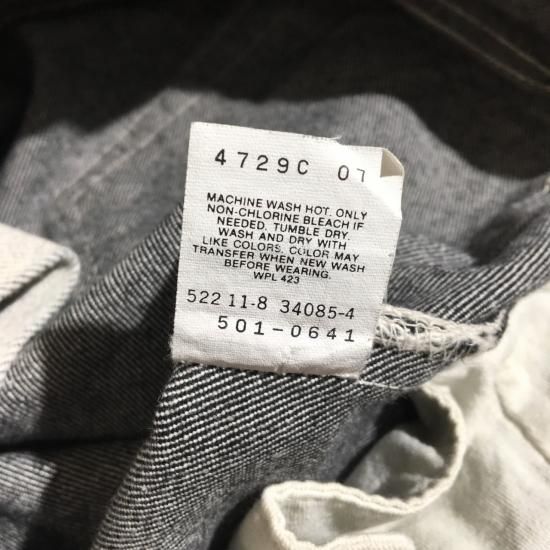 4729C 07
MACHINE WASH HOT. ONLY
NON-CHLORINE BLEACH IF
NEEDED. TUMBLE DRY.
WASH AND DRY WITH
LIKE COLORS. COLOR MAY
TRANSFER WHEN NEW WASH
BEFORE WEARING.
WPL 423
522 11-8 34085-4
501-0641